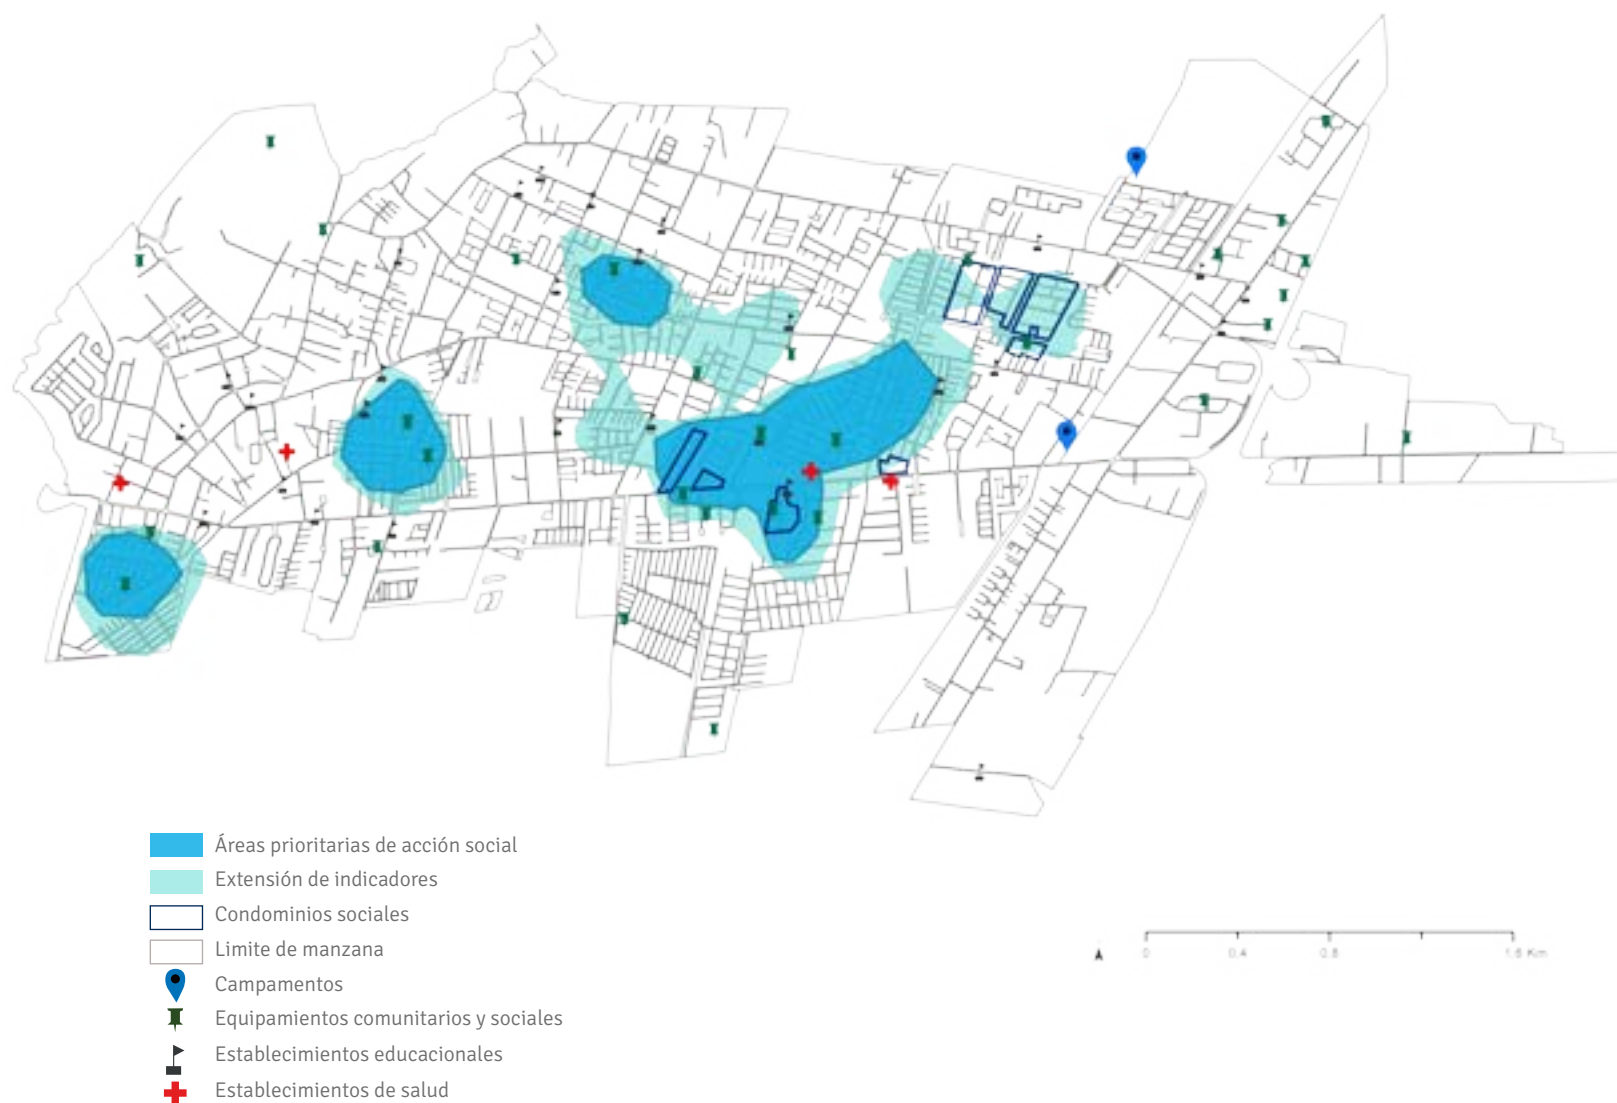 Áreas prioritarias de acción social
Extensión de indicadores
Condominios sociales
Limite de manzana
Campamentos
Equipamientos comunitarios y sociales
Establecimientos educacionales
Establecimientos de salud
0 0.4 0.8 1.6 Km